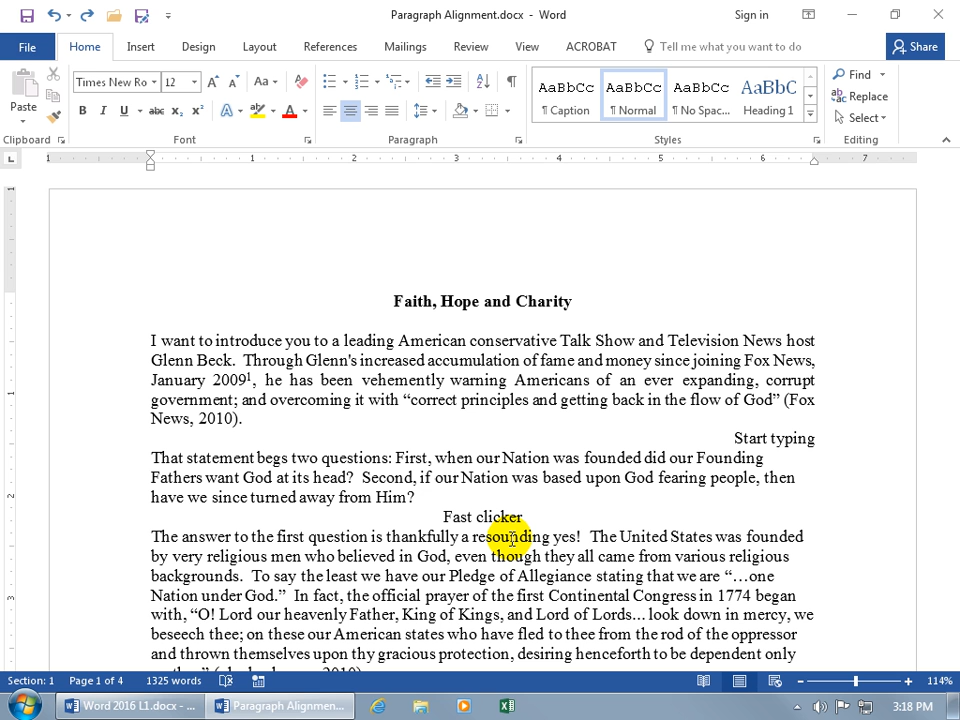 Paragraph Alignment.docx - Word
Sign in
File Home Insert Design Layout References Mailings Review View ACROBAT Tell me what you want to do Share
Paste
Times New Ro 12 Aa
B I U abc X₂ X² A A
AaBbCc AaBbCc AaBbCc AaBbC
¶ Caption ¶ Normal ¶ No Spac... Heading 1
Find
Replace
Select
Clipboard Font Paragraph Styles Editing
1 1 2 3 4 5 6 7
Faith, Hope and Charity
I want to introduce you to a leading American conservative Talk Show and Television News host
Glenn Beck. Through Glenn's increased accumulation of fame and money since joining Fox News,
January 2009¹, he has been vehemently warning Americans of an ever expanding, corrupt
government; and overcoming it with “correct principles and getting back in the flow of God” (Fox
News, 2010).
Start typing
That statement begs two questions: First, when our Nation was founded did our Founding
Fathers want God at its head? Second, if our Nation was based upon God fearing people, then
have we since turned away from Him?
Fast clicker
The answer to the first question is thankfully a resounding yes! The United States was founded
by very religious men who believed in God, even though they all came from various religious
backgrounds. To say the least we have our Pledge of Allegiance stating that we are “…one
Nation under God.” In fact, the official prayer of the first Continental Congress in 1774 began
with, “O! Lord our heavenly Father, King of Kings, and Lord of Lords... look down in mercy, we
beseech thee; on these our American states who have fled to thee from the rod of the oppressor
and thrown themselves upon thy gracious protection, desiring henceforth to be dependent only
Section: 1 Page 1 of 4 1325 words 114%
Word 2016 L1.docx - ... Paragraph Alignmen... 3:18 PM